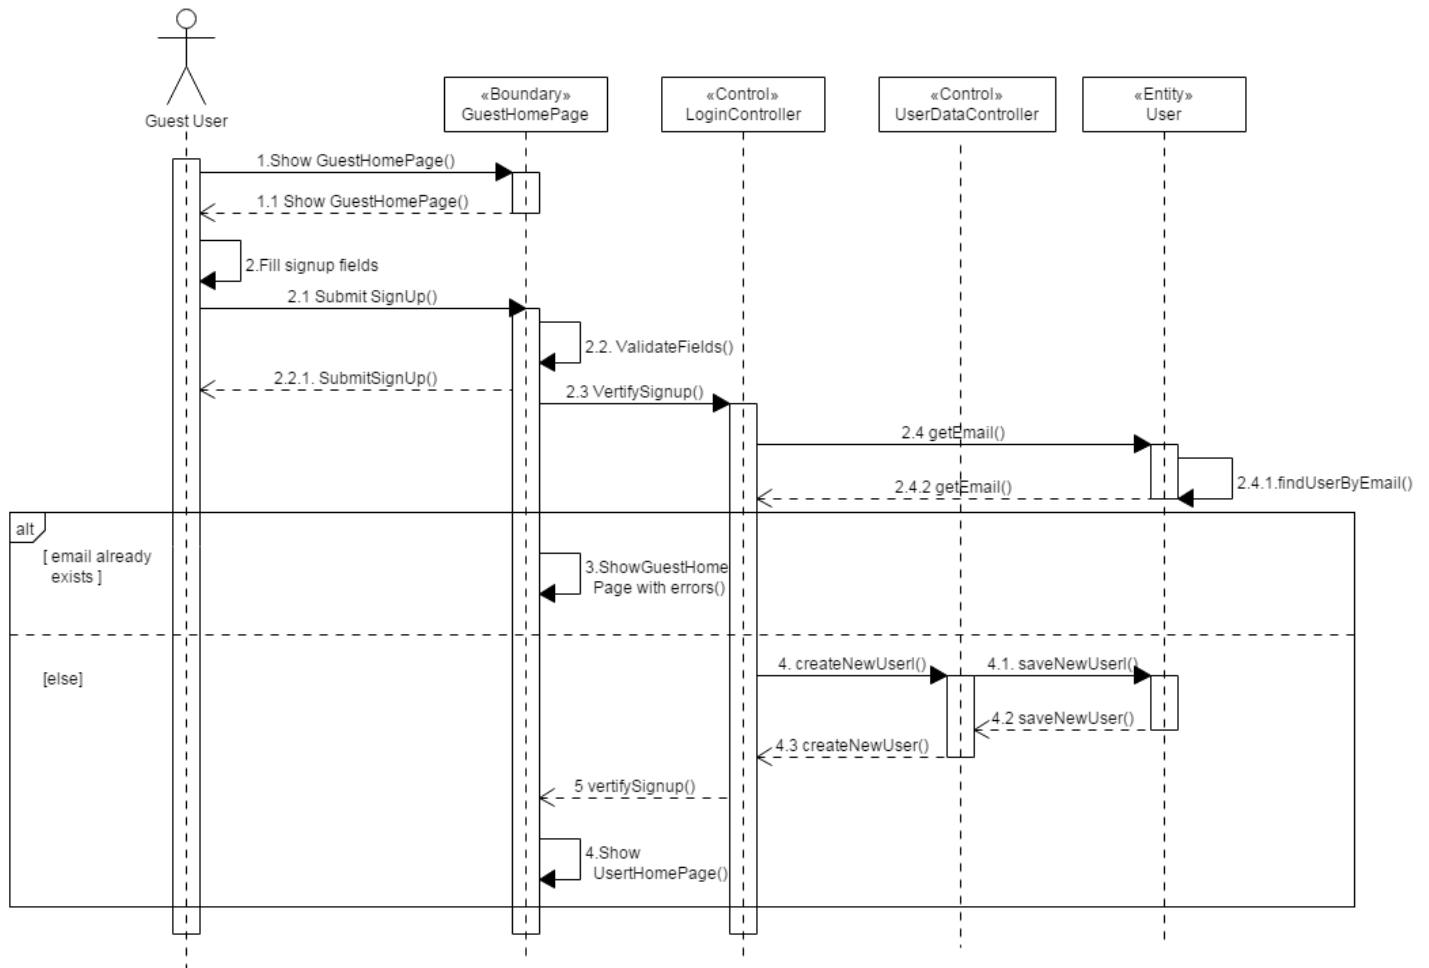 Guest User
«Boundary»
GuestHomePage
«Control»
LoginController
«Control»
UserDataController
«Entity»
User
1.Show GuestHomePage()
1.1 Show GuestHomePage()
2.Fill signup fields
2.1 Submit SignUp()
2.2. ValidateFields()
2.2.1. SubmitSignUp()
2.3 VertifySignup()
2.4 getEmail()
2.4.1.findUserByEmail()
2.4.2 getEmail()
alt
[ email already
exists ]
3.ShowGuestHome
Page with errors()
[else]
4. createNewUserl()
4.1. saveNewUserl()
4.2 saveNewUser()
4.3 createNewUser()
5 vertifySignup()
4.Show
UsertHomePage()